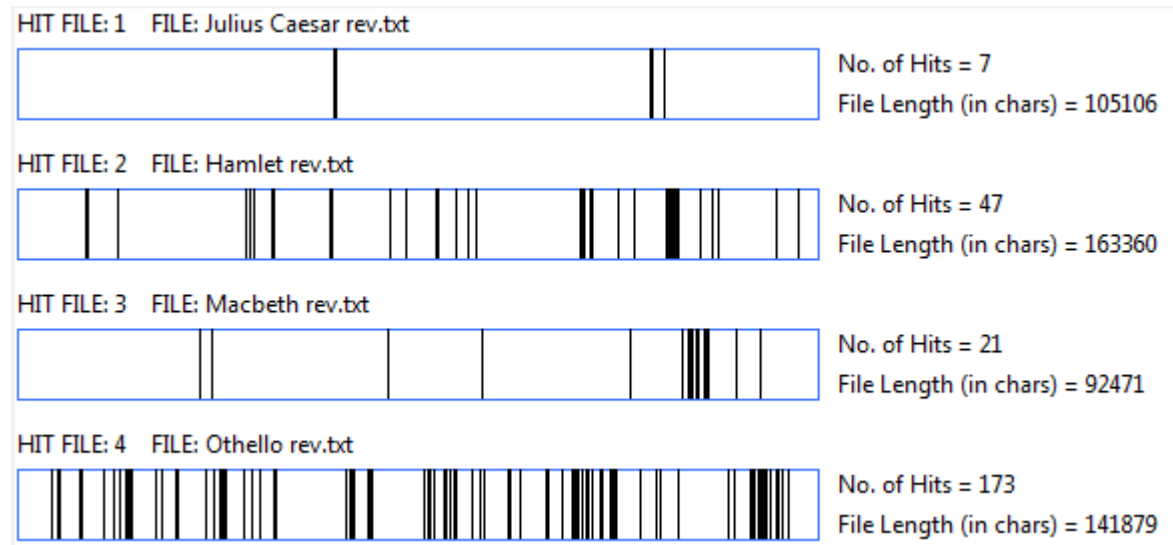 HIT FILE: 1    FILE: Julius Caesar rev.txt
No. of Hits = 7
File Length (in chars) = 105106
HIT FILE: 2    FILE: Hamlet rev.txt
No. of Hits = 47
File Length (in chars) = 163360
HIT FILE: 3    FILE: Macbeth rev.txt
No. of Hits = 21
File Length (in chars) = 92471
HIT FILE: 4    FILE: Othello rev.txt
No. of Hits = 173
File Length (in chars) = 141879